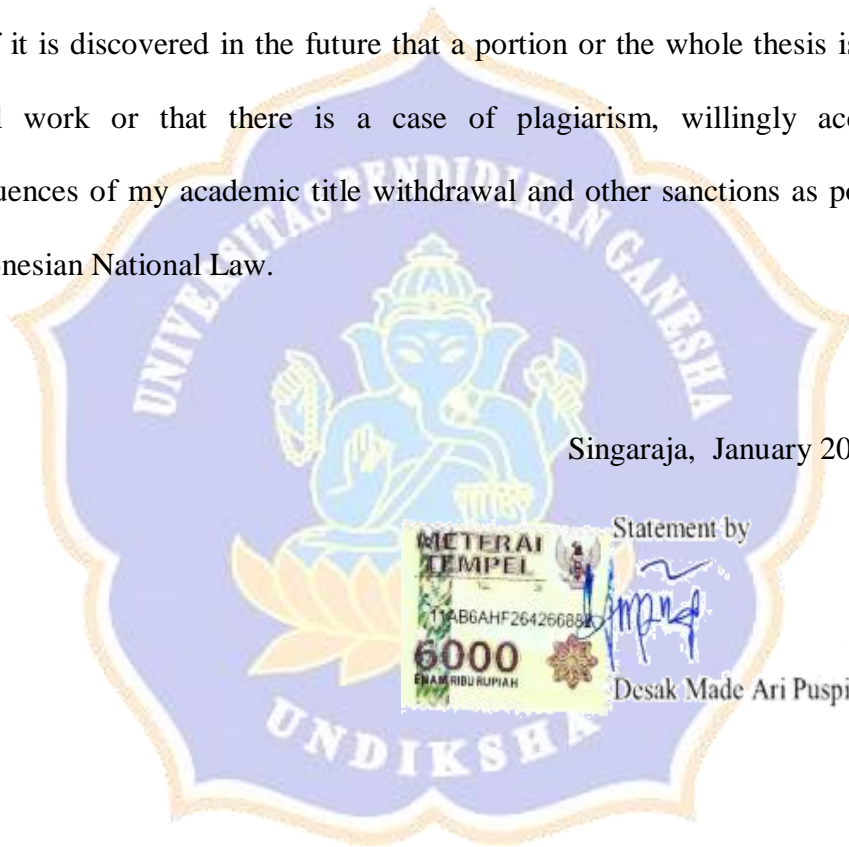 f it is discovered in the future that a portion or the whole thesis is
l work or that there is a case of plagiarism, willingly acc
uences of my academic title withdrawal and other sanctions as pe
onesian National Law.
UNIVERSITAS PENDIDIKAN GANESHA
Singaraja, January 20
Statement by
METERAI
TEMPEL
6000
ENAM RIBU RUPIAH
Desak Made Ari Puspi
UNDIKSHA